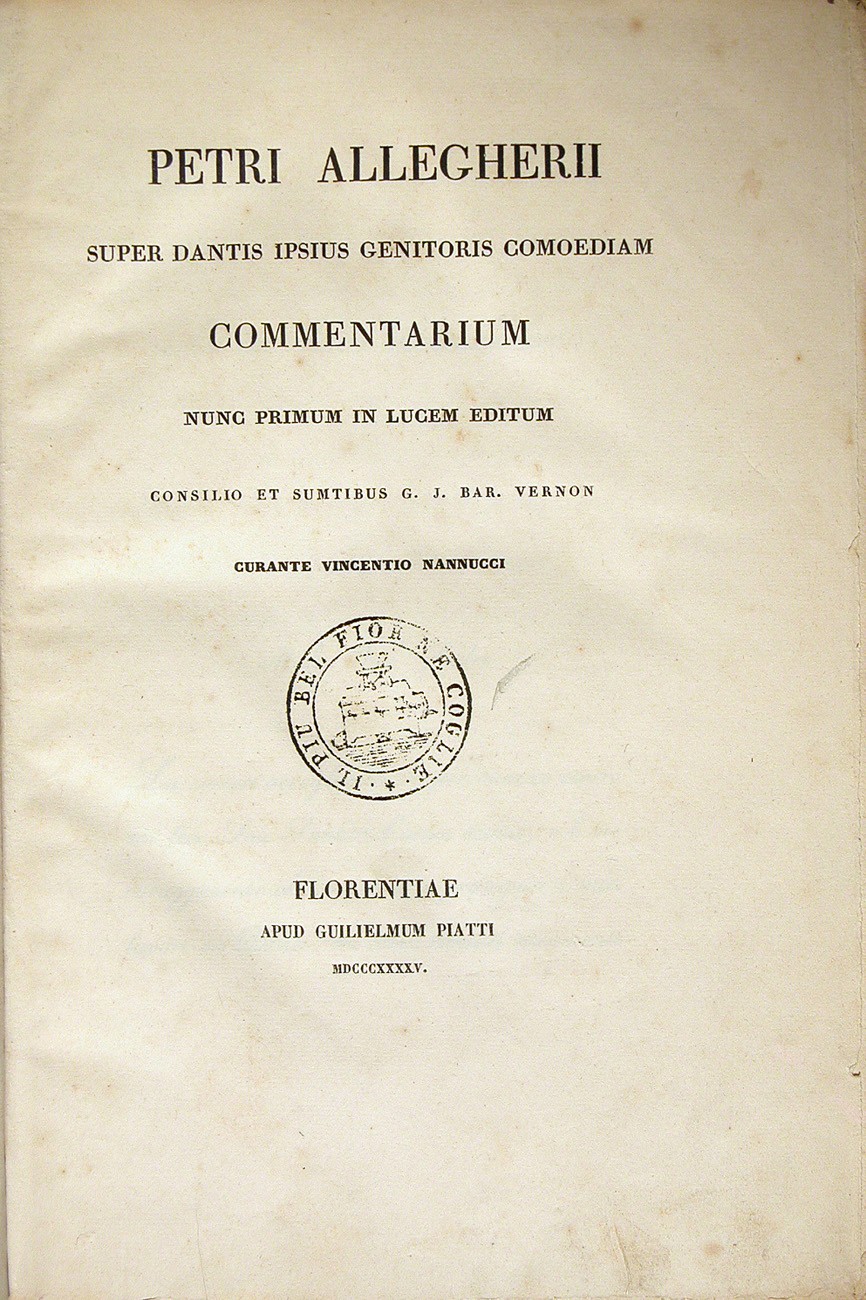 PETRI ALLEGHERII
SUPER DANTIS IPSIUS GENITORIS COMOEDIAM
COMMENTARIUM
NUNC PRIMUM IN LUCEM EDITUM
CONSILIO ET SUMTIBUS G. J. BAR. VERNON
CURANTE VINCENTIO NANNUCCI
IL PIU BEL FIOR NE COGLIE
FLORENTIAE
APUD GUILIELMUM PIATTI
MDCCCXXXXV.